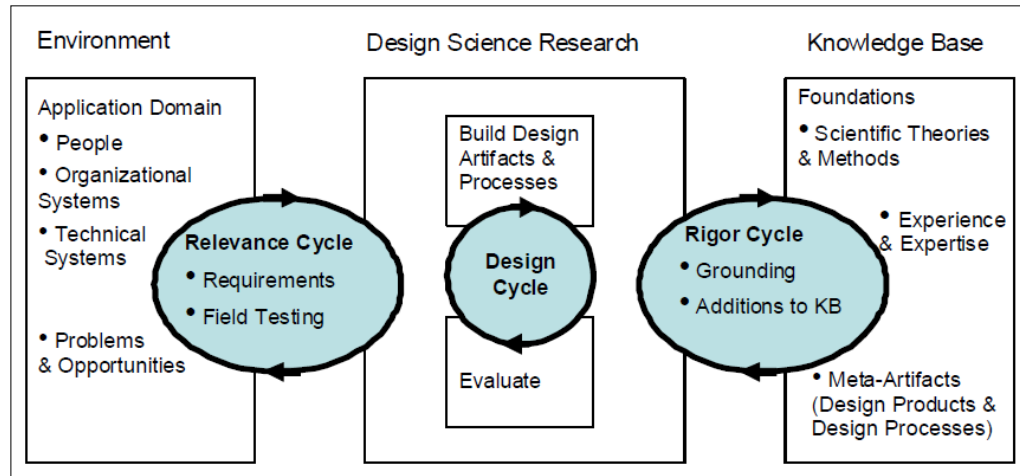 Environment
Design Science Research
Knowledge Base
Application Domain
• People
• Organizational
Systems
• Technical
Systems
• Problems
& Opportunities
Relevance Cycle
• Requirements
• Field Testing
Build Design
Artifacts &
Processes
Design
Cycle
Evaluate
Rigor Cycle
• Grounding
• Additions to KB
Foundations
• Scientific Theories
& Methods
• Experience
& Expertise
• Meta-Artifacts
(Design Products &
Design Processes)